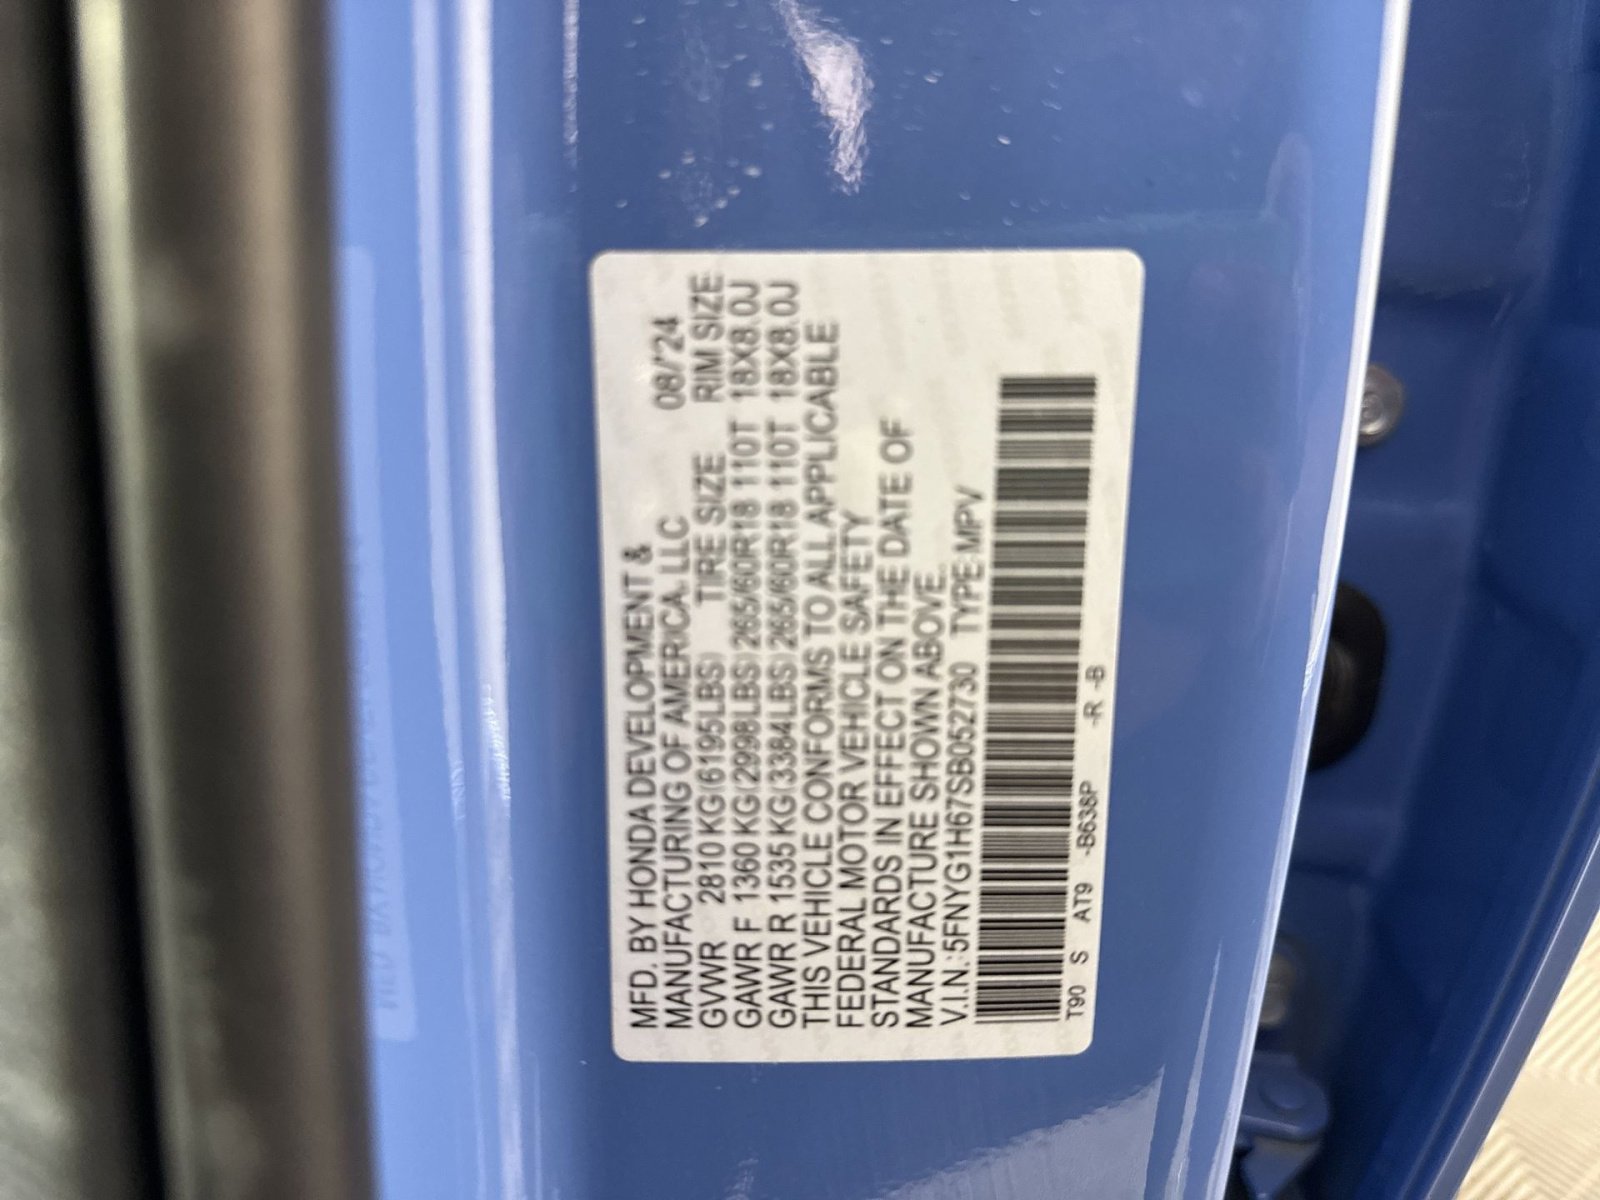 MFD. BY HONDA DEVELOPMENT &
MANUFACTURING OF AMERICA, LLC 08/'24
GVWR 2810 KG (6195LBS) TIRE SIZE RIM SIZE
GAWR F 1360 KG (2998LBS) 265/60R18 110T 18X8.0J
GAWR R 1535 KG (3384LBS) 265/60R18 110T 18X8.0J
THIS VEHICLE CONFORMS TO ALL APPLICABLE
FEDERAL MOTOR VEHICLE SAFETY
STANDARDS IN EFFECT ON THE DATE OF
MANUFACTURE SHOWN ABOVE.
V.I.N.:5FNYG1H67SB052730 TYPE:MPV
T90 S AT9 -B638P -R -B